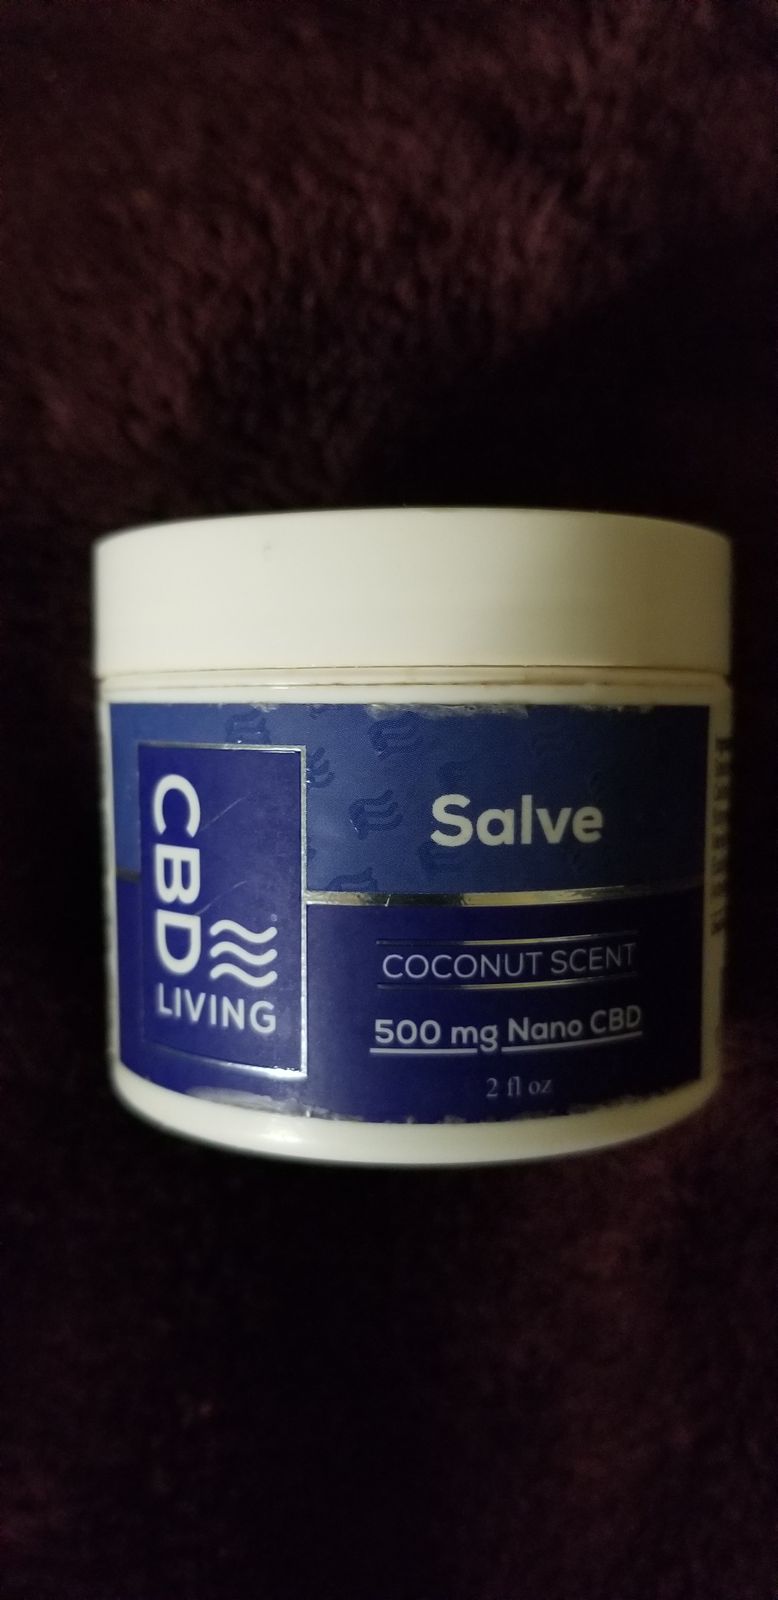 CBD
LIVING
Salve
COCONUT SCENT
500 mg Nano CBD
2 fl oz